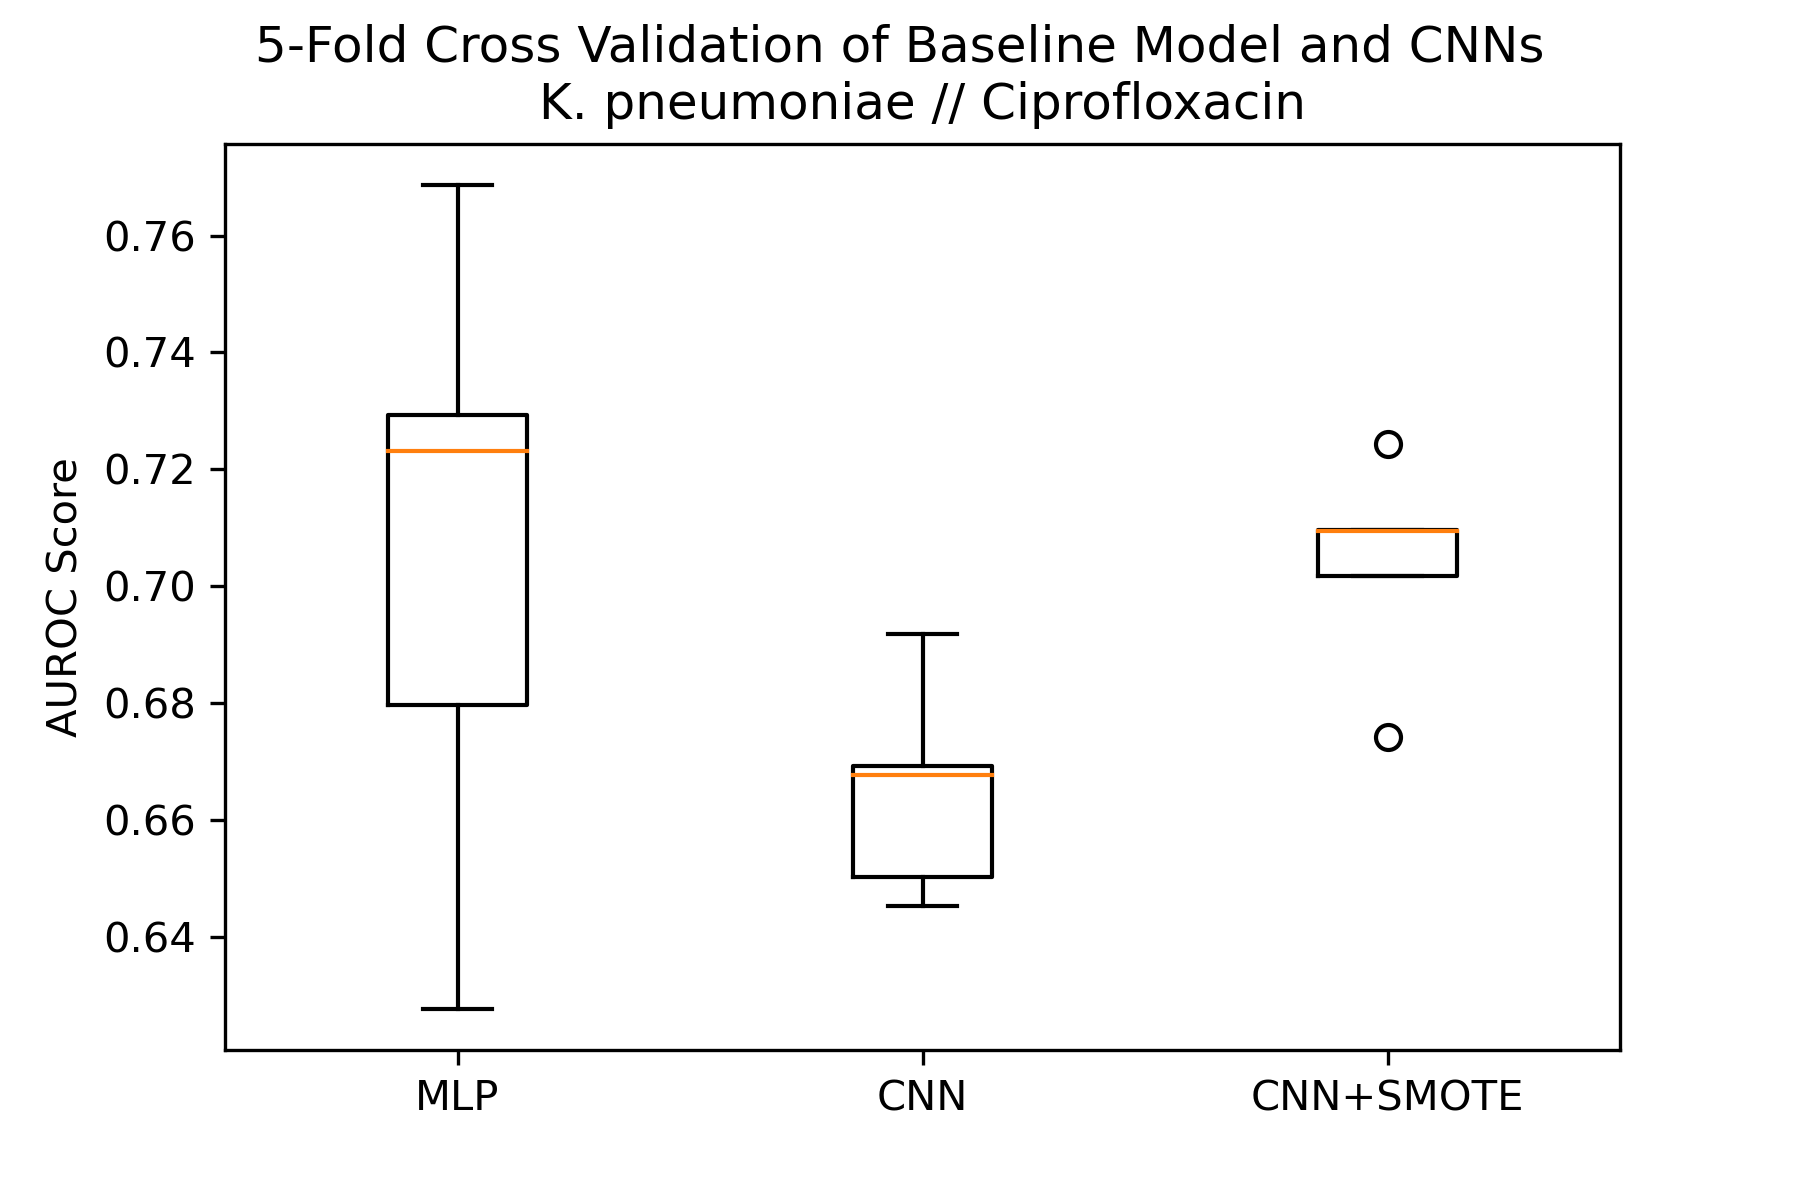 5-Fold Cross Validation of Baseline Model and CNNs
K. pneumoniae // Ciprofloxacin
AUROC Score
0.76
0.74
0.72
0.70
0.68
0.66
0.64
MLP
CNN
CNN+SMOTE